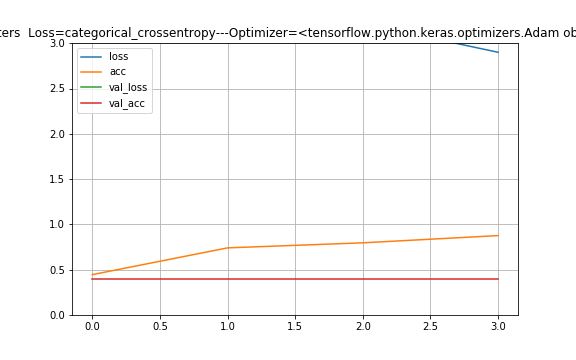 ters Loss=categorical_crossentropy---Optimizer=<tensorflow.python.keras.optimizers.Adam ob
3.0
2.5
2.0
1.5
1.0
0.5
0.0
loss
acc
val_loss
val_acc
0.0 0.5 1.0 1.5 2.0 2.5 3.0